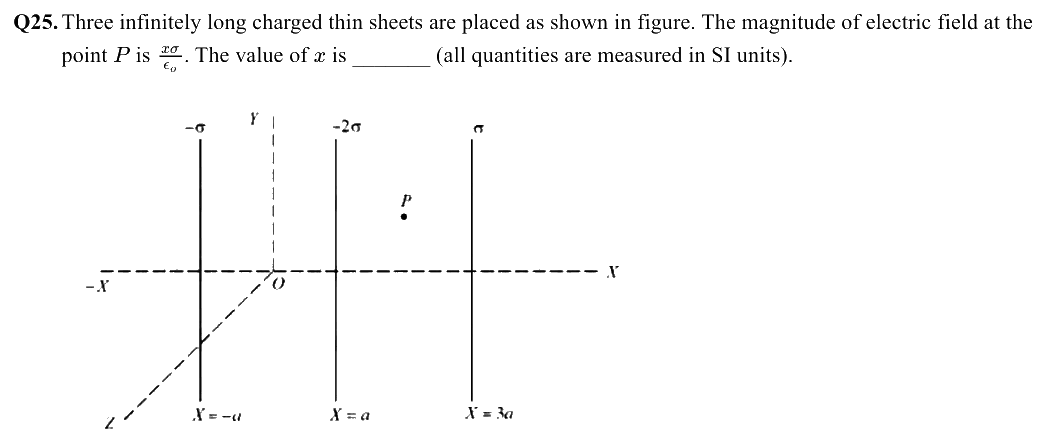 Q25. Three infinitely long charged thin sheets are placed as shown in figure. The magnitude of electric field at the
point P is xσ/ϵₒ. The value of x is _______ (all quantities are measured in SI units).
-σ Y -2σ σ
P
-X O X
Z X = -a X = a X = 3a